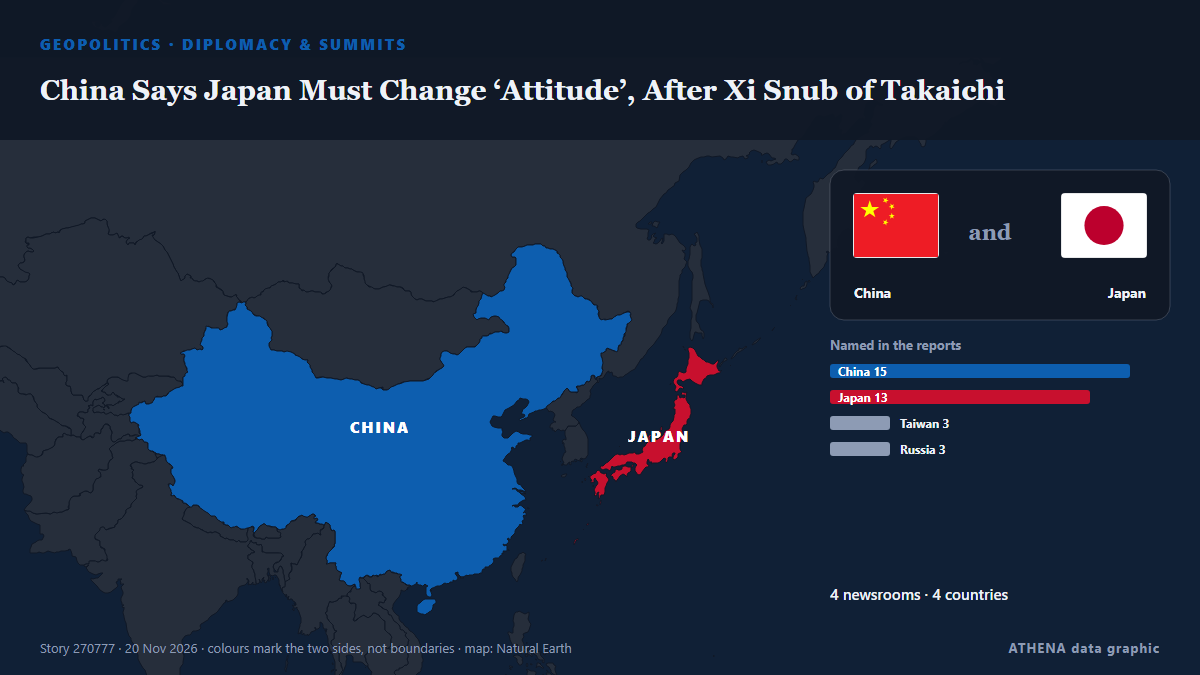 GEOPOLITICS · DIPLOMACY & SUMMITS
China Says Japan Must Change ‘Attitude’, After Xi Snub of Takaichi
and
China
Japan
Named in the reports
China 15
Japan 13
Taiwan 3
Russia 3
CHINA
JAPAN
4 newsrooms · 4 countries
Story 270777 · 20 Nov 2026 · colours mark the two sides, not boundaries · map: Natural Earth
ATHENA data graphic